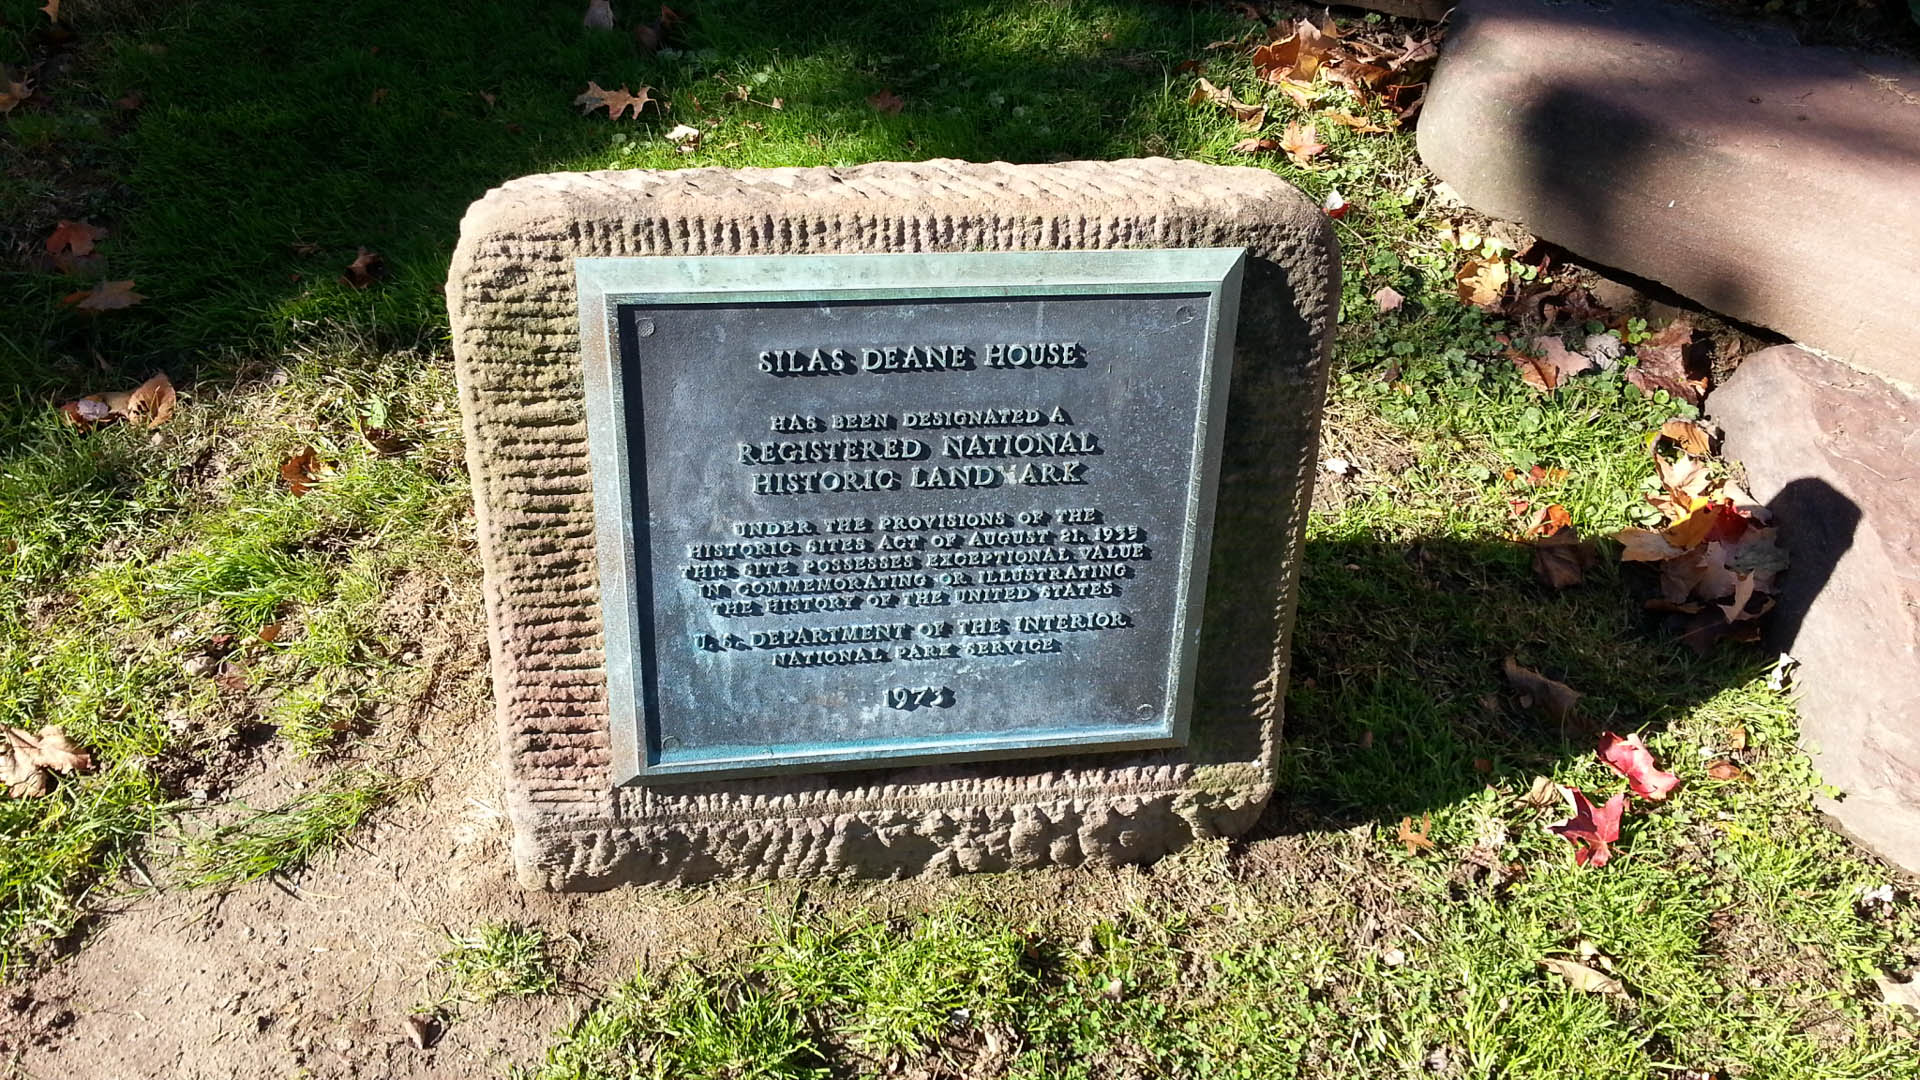 SILAS DEANE HOUSE
HAS BEEN DESIGNATED A
REGISTERED NATIONAL
HISTORIC LANDMARK
UNDER THE PROVISIONS OF THE
HISTORIC SITES ACT OF AUGUST 21, 1935
THIS SITE POSSESSES EXCEPTIONAL VALUE
IN COMMEMORATING OR ILLUSTRATING
THE HISTORY OF THE UNITED STATES
U.S. DEPARTMENT OF THE INTERIOR
NATIONAL PARK SERVICE
1973